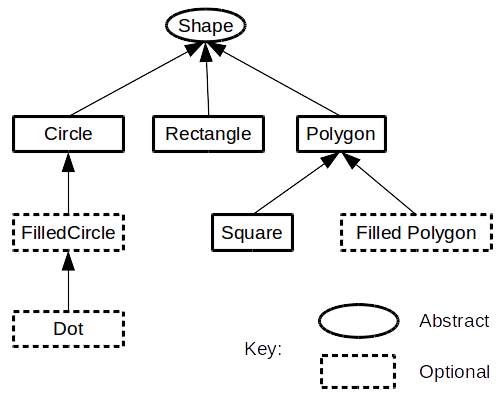 Shape
Circle
Rectangle
Polygon
FilledCircle
Square
Filled Polygon
Dot
Abstract
Key:
Optional